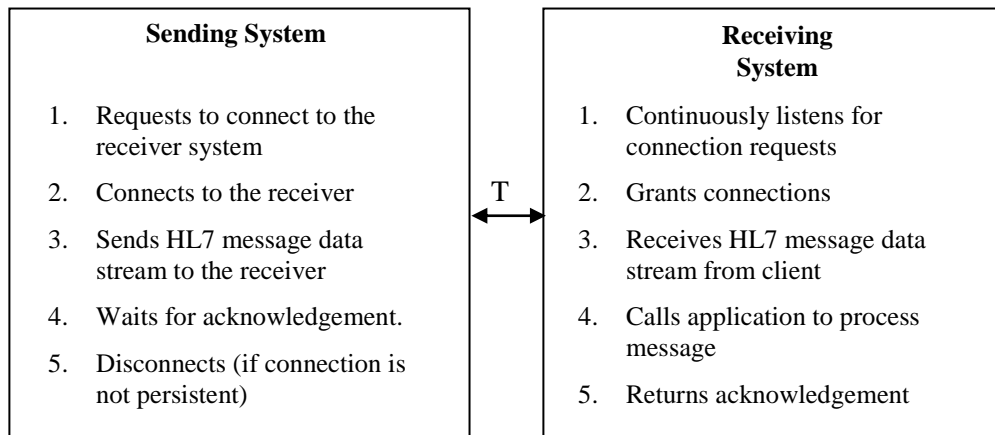 Sending System
1. Requests to connect to the
receiver system
2. Connects to the receiver
3. Sends HL7 message data
stream to the receiver
4. Waits for acknowledgement.
5. Disconnects (if connection is
not persistent)
T
Receiving
System
1. Continuously listens for
connection requests
2. Grants connections
3. Receives HL7 message data
stream from client
4. Calls application to process
message
5. Returns acknowledgement